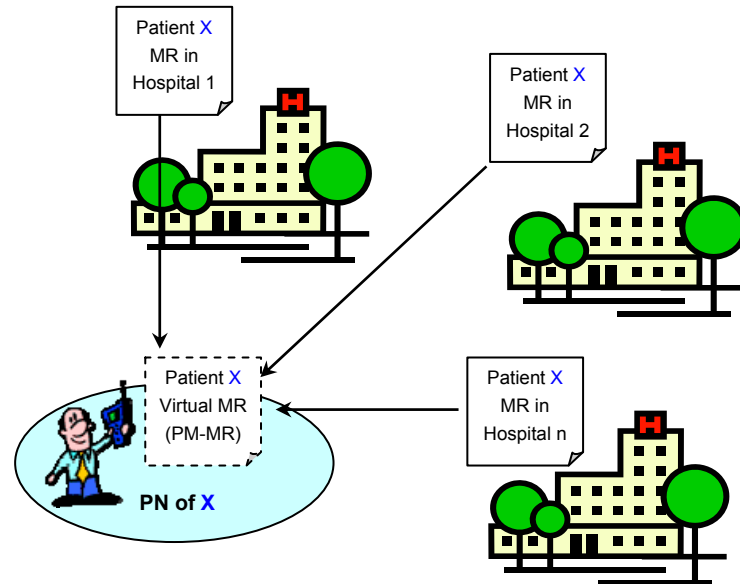 Patient X
MR in
Hospital 1
H
Patient X
MR in
Hospital 2
H
Patient X
Virtual MR
(PM-MR)
PN of X
Patient X
MR in
Hospital n
H